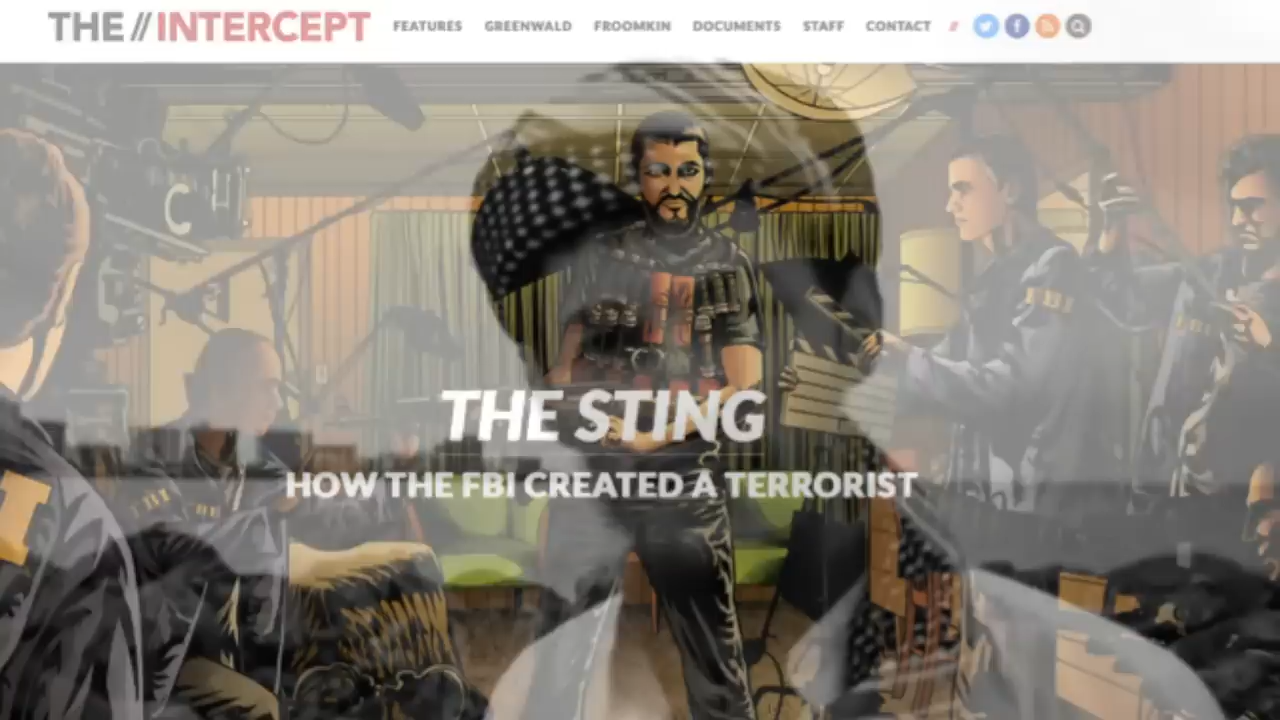 THE // INTERCEPT FEATURES GREENWALD FROOMKIN DOCUMENTS STAFF CONTACT //
THE STING
HOW THE FBI CREATED A TERRORIST